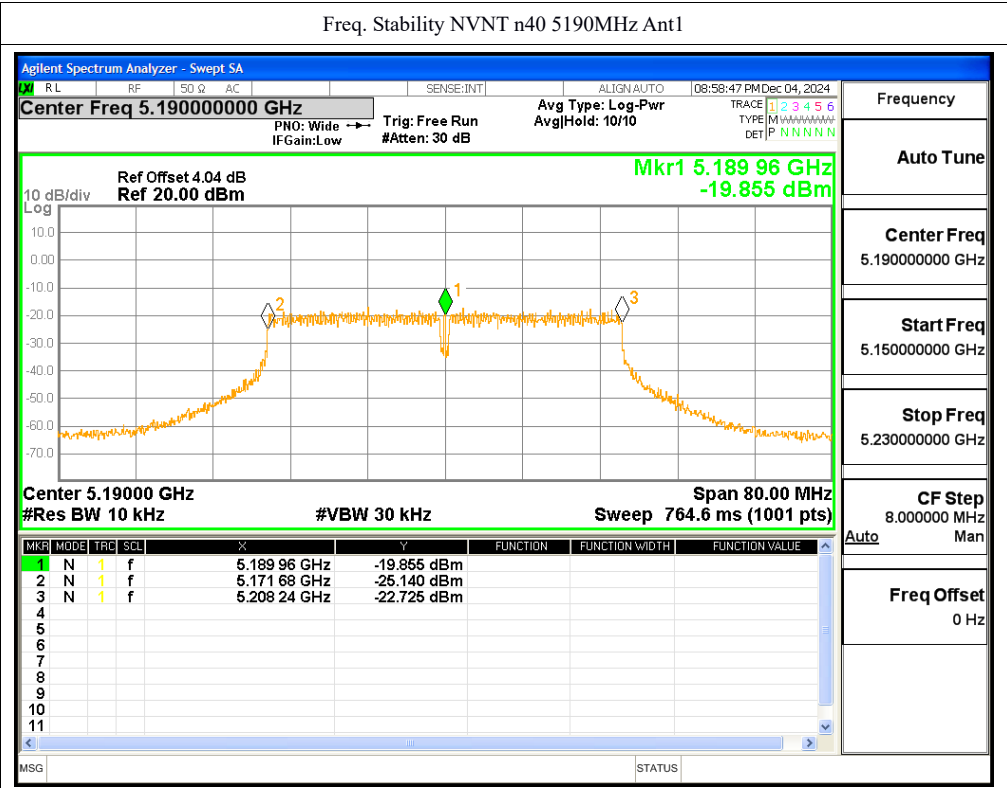 Freq. Stability NVNT n40 5190MHz Ant1
Agilent Spectrum Analyzer - Swept SA
LXI RL RF 50 Ω AC SENSE:INT ALIGN AUTO 08:58:47 PM Dec 04, 2024
Center Freq 5.190000000 GHz
PNO: Wide
IFGain:Low
Trig: Free Run
#Atten: 30 dB
Avg Type: Log-Pwr
Avg|Hold: 10/10
TRACE 1 2 3 4 5 6
TYPE M
DET P N N N N N
Mkr1 5.189 96 GHz
-19.855 dBm
Ref Offset 4.04 dB
10 dB/div Ref 20.00 dBm
Log
10.0
0.00
-10.0
-20.0
-30.0
-40.0
-50.0
-60.0
-70.0
2
1
3
Center 5.19000 GHz Span 80.00 MHz
#Res BW 10 kHz #VBW 30 kHz Sweep 764.6 ms (1001 pts)
MKR MODE TRC SCL X Y FUNCTION FUNCTION WIDTH FUNCTION VALUE
1 N 1 f 5.189 96 GHz -19.855 dBm
2 N 1 f 5.171 68 GHz -25.140 dBm
3 N 1 f 5.208 24 GHz -22.725 dBm
4
5
6
7
8
9
10
11
MSG STATUS
Frequency
Auto Tune
Center Freq
5.190000000 GHz
Start Freq
5.150000000 GHz
Stop Freq
5.230000000 GHz
CF Step
8.000000 MHz
Auto Man
Freq Offset
0 Hz